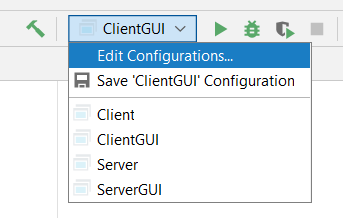 ClientGUI
Edit Configurations...
Save 'ClientGUI' Configuration
Client
ClientGUI
Server
ServerGUI